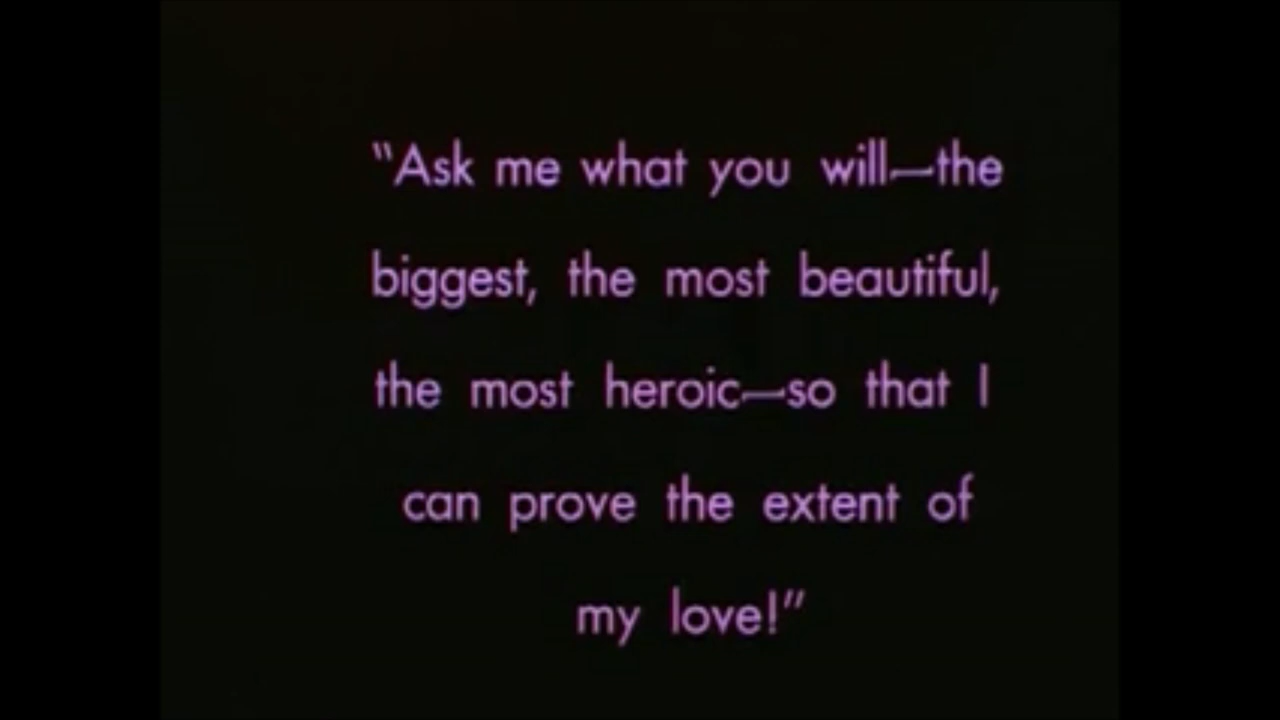 “Ask me what you will—the
biggest, the most beautiful,
the most heroic—so that I
can prove the extent of
my love!”